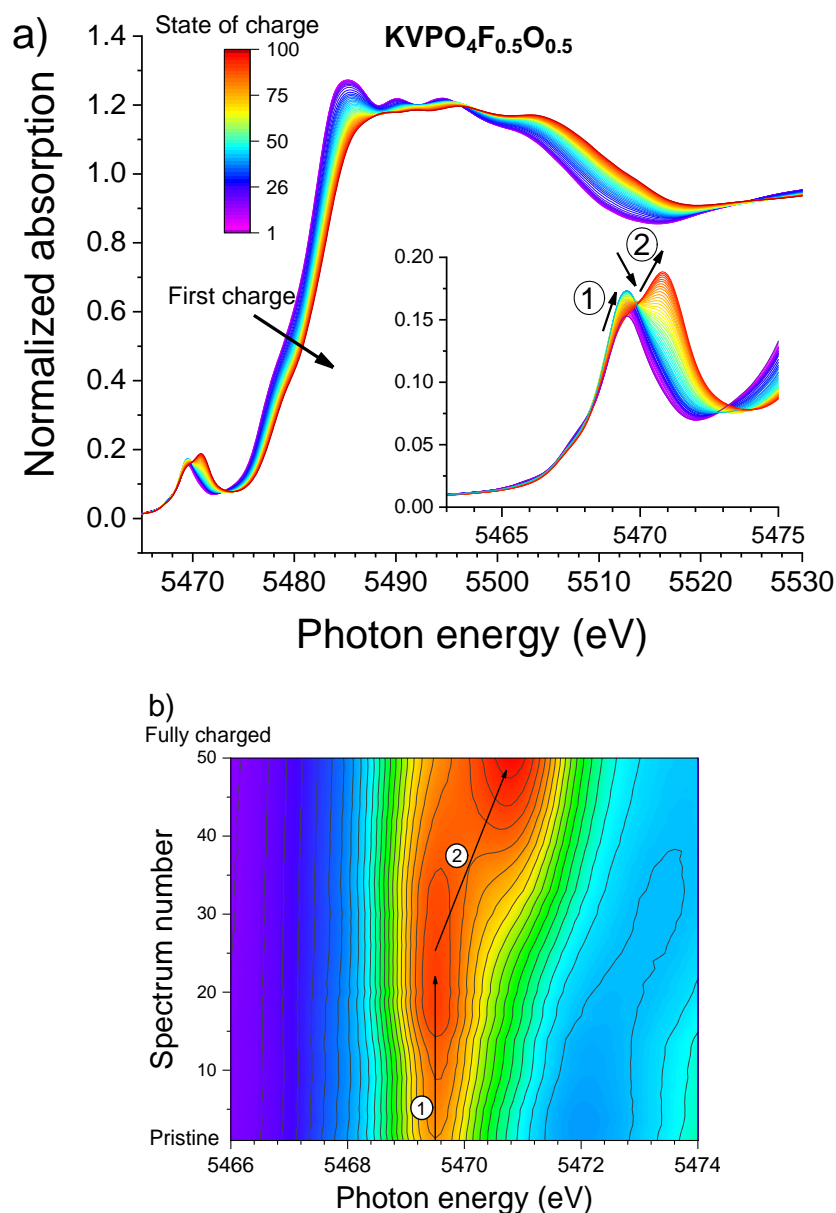 a)
State of charge
KVPO4F0.5O0.5
100
75
50
26
1
First charge
1.4
1.2
1.0
0.8
0.6
0.4
0.2
0.0
Normalized absorption
5470 5480 5490 5500 5510 5520 5530
Photon energy (eV)
0.20
0.15
0.10
0.05
0.00
5465 5470 5475
1
2
b)
Fully charged
50
40
30
20
10
Pristine
Spectrum number
2
1
5466 5468 5470 5472 5474
Photon energy (eV)